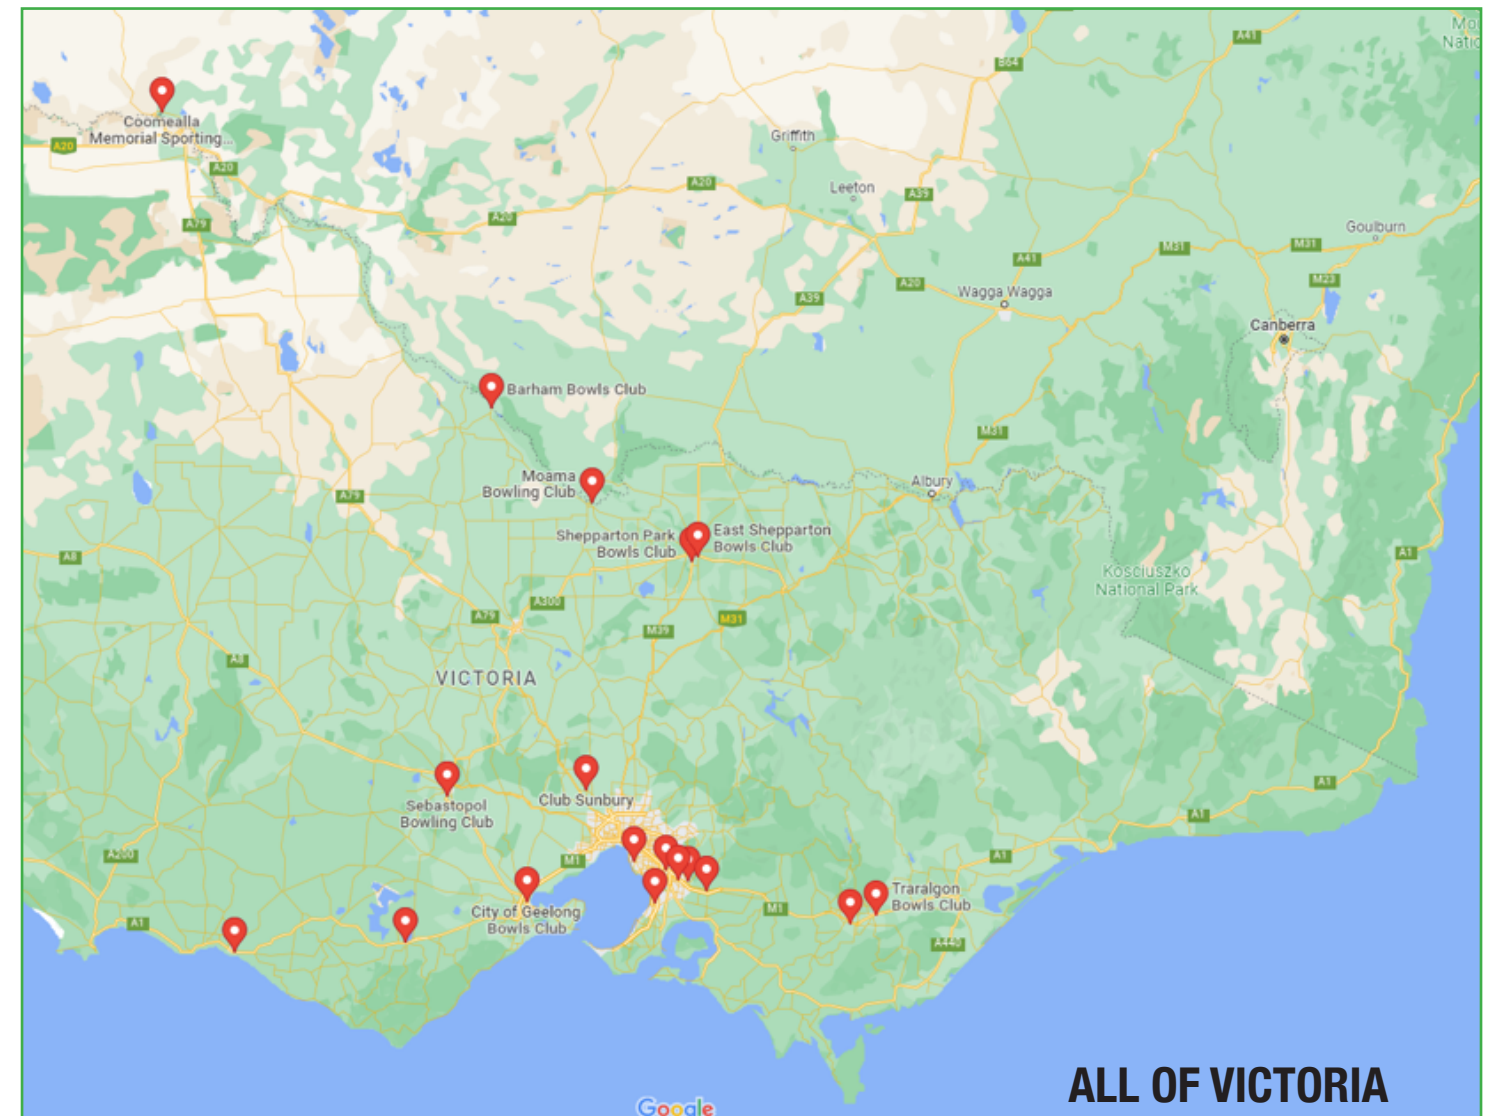 Mo
Natio
A41
B64
Coomealla
Memorial Sporting...
A20
Griffith
A20
A20
Leeton
A39
A79
A20
Goulburn
M31
M31
A41
M23
A20
Wagga Wagga
A39
Canberra
Barham Bowls Club
M31
Moama
Bowling Club
Albury
A79
Shepparton Park
Bowls Club
East Shepparton
Bowls Club
A8
A1
Kosciuszko
National Park
A300
A79
M31
M39
A8
VICTORIA
A1
Sebastopol
Bowling Club
Club Sunbury
A1
A200
M1
A1
City of Geelong
Bowls Club
Traralgon
Bowls Club
M1
A1
A440
ALL OF VICTORIA
Google